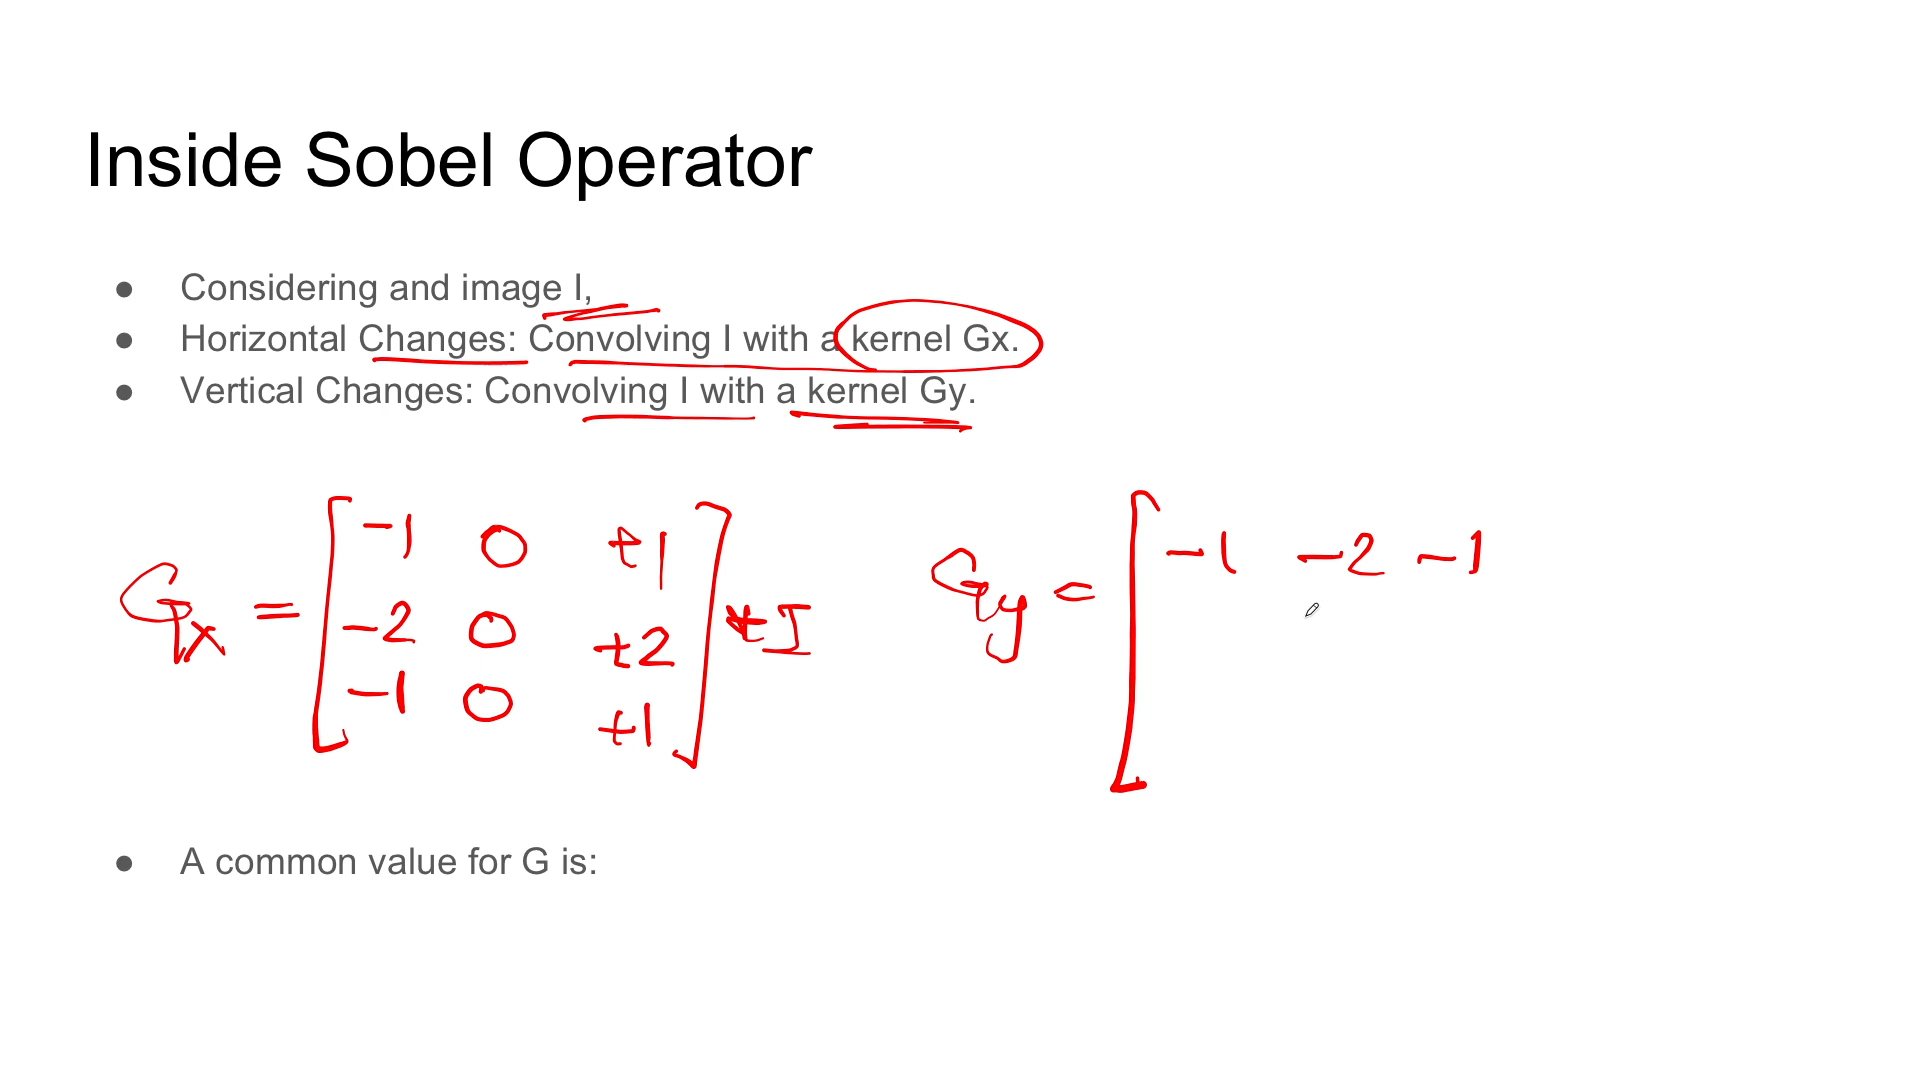 Inside Sobel Operator
● Considering and image I,
● Horizontal Changes: Convolving I with a kernel Gx.
● Vertical Changes: Convolving I with a kernel Gy.
-1 0 +1
Gx = -2 0 +2 * I
-1 0 +1
Gy = -1 -2 -1
● A common value for G is: